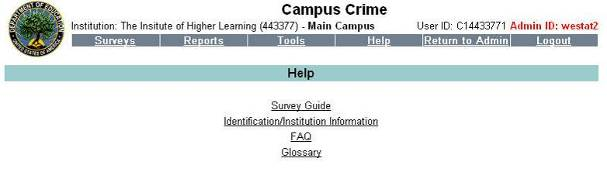 Campus Crime
DEPARTMENT OF EDUCATION
UNITED STATES OF AMERICA
Institution: The Insitute of Higher Learning (443377) - Main Campus User ID: C14433771 Admin ID: westat2
Surveys Reports Tools Help Return to Admin Logout
Help
Survey Guide
Identification/Institution Information
FAQ
Glossary